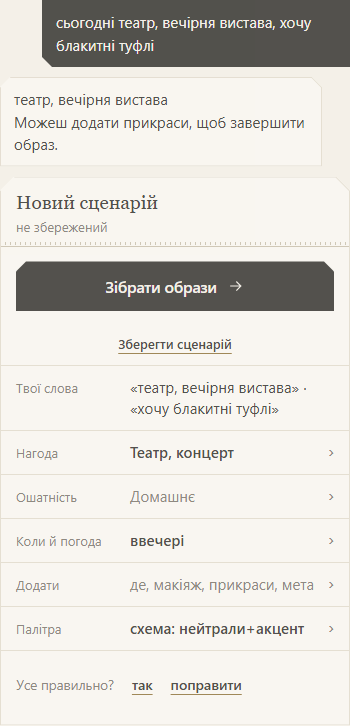 сьогодні театр, вечірня вистава, хочу
блакитні туфлі
театр, вечірня вистава
Можеш додати прикраси, щоб завершити
образ.
Новий сценарій
не збережений
Зібрати образи →
Зберегти сценарій
Твої слова «театр, вечірня вистава» ·
«хочу блакитні туфлі»
Нагода Театр, концерт ›
Ошатність Домашнє ›
Коли й погода ввечері ›
Додати де, макіяж, прикраси, мета ›
Палітра схема: нейтрали+акцент ›
Усе правильно? так поправити